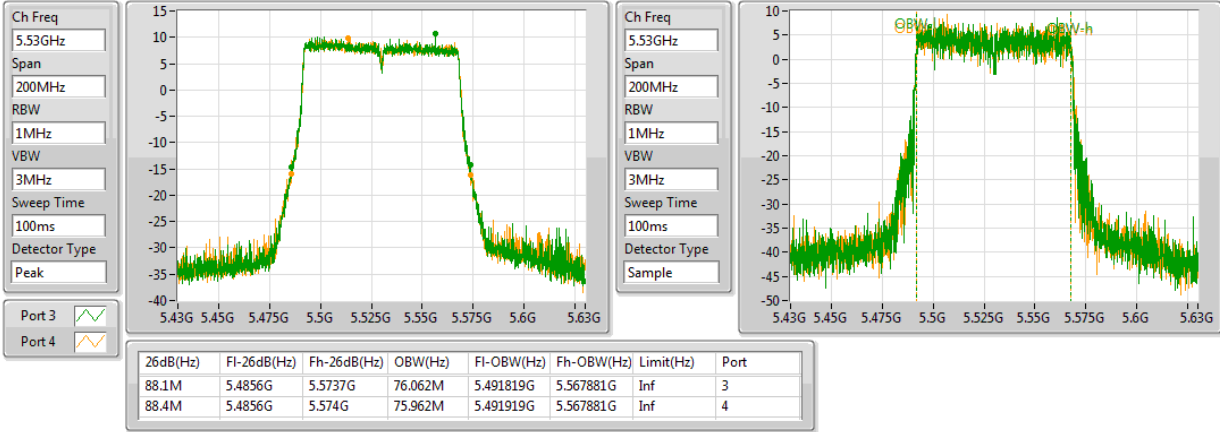 Ch Freq
5.53GHz
Span
200MHz
RBW
1MHz
VBW
3MHz
Sweep Time
100ms
Detector Type
Peak
Port 3
Port 4
15
10
5
0
-5
-10
-15
-20
-25
-30
-35
-40
5.43G 5.45G 5.475G 5.5G 5.525G 5.55G 5.575G 5.6G 5.63G
Ch Freq
5.53GHz
Span
200MHz
RBW
1MHz
VBW
3MHz
Sweep Time
100ms
Detector Type
Sample
10
5
0
-5
-10
-15
-20
-25
-30
-35
-40
-45
-50
OBW-h
5.43G 5.45G 5.475G 5.5G 5.525G 5.55G 5.575G 5.6G 5.63G
26dB(Hz) Fl-26dB(Hz) Fh-26dB(Hz) OBW(Hz) Fl-OBW(Hz) Fh-OBW(Hz) Limit(Hz) Port
88.1M 5.4856G 5.5737G 76.062M 5.491819G 5.567881G Inf 3
88.4M 5.4856G 5.574G 75.962M 5.491919G 5.567881G Inf 4